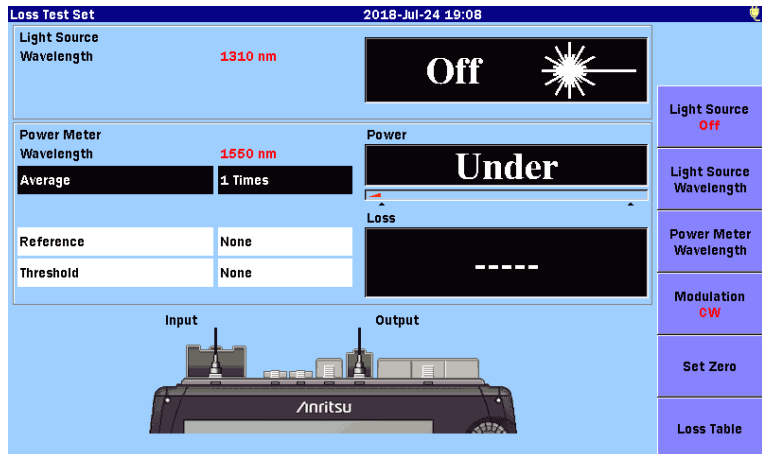 Loss Test Set 2018-Jul-24 19:08
Light Source
Wavelength 1310 nm
Off
Power Meter
Wavelength 1550 nm
Average 1 Times
Reference None
Threshold None
Power
Under
Loss
-----
Input Output
Anritsu
Light Source
Off
Light Source
Wavelength
Power Meter
Wavelength
Modulation
CW
Set Zero
Loss Table